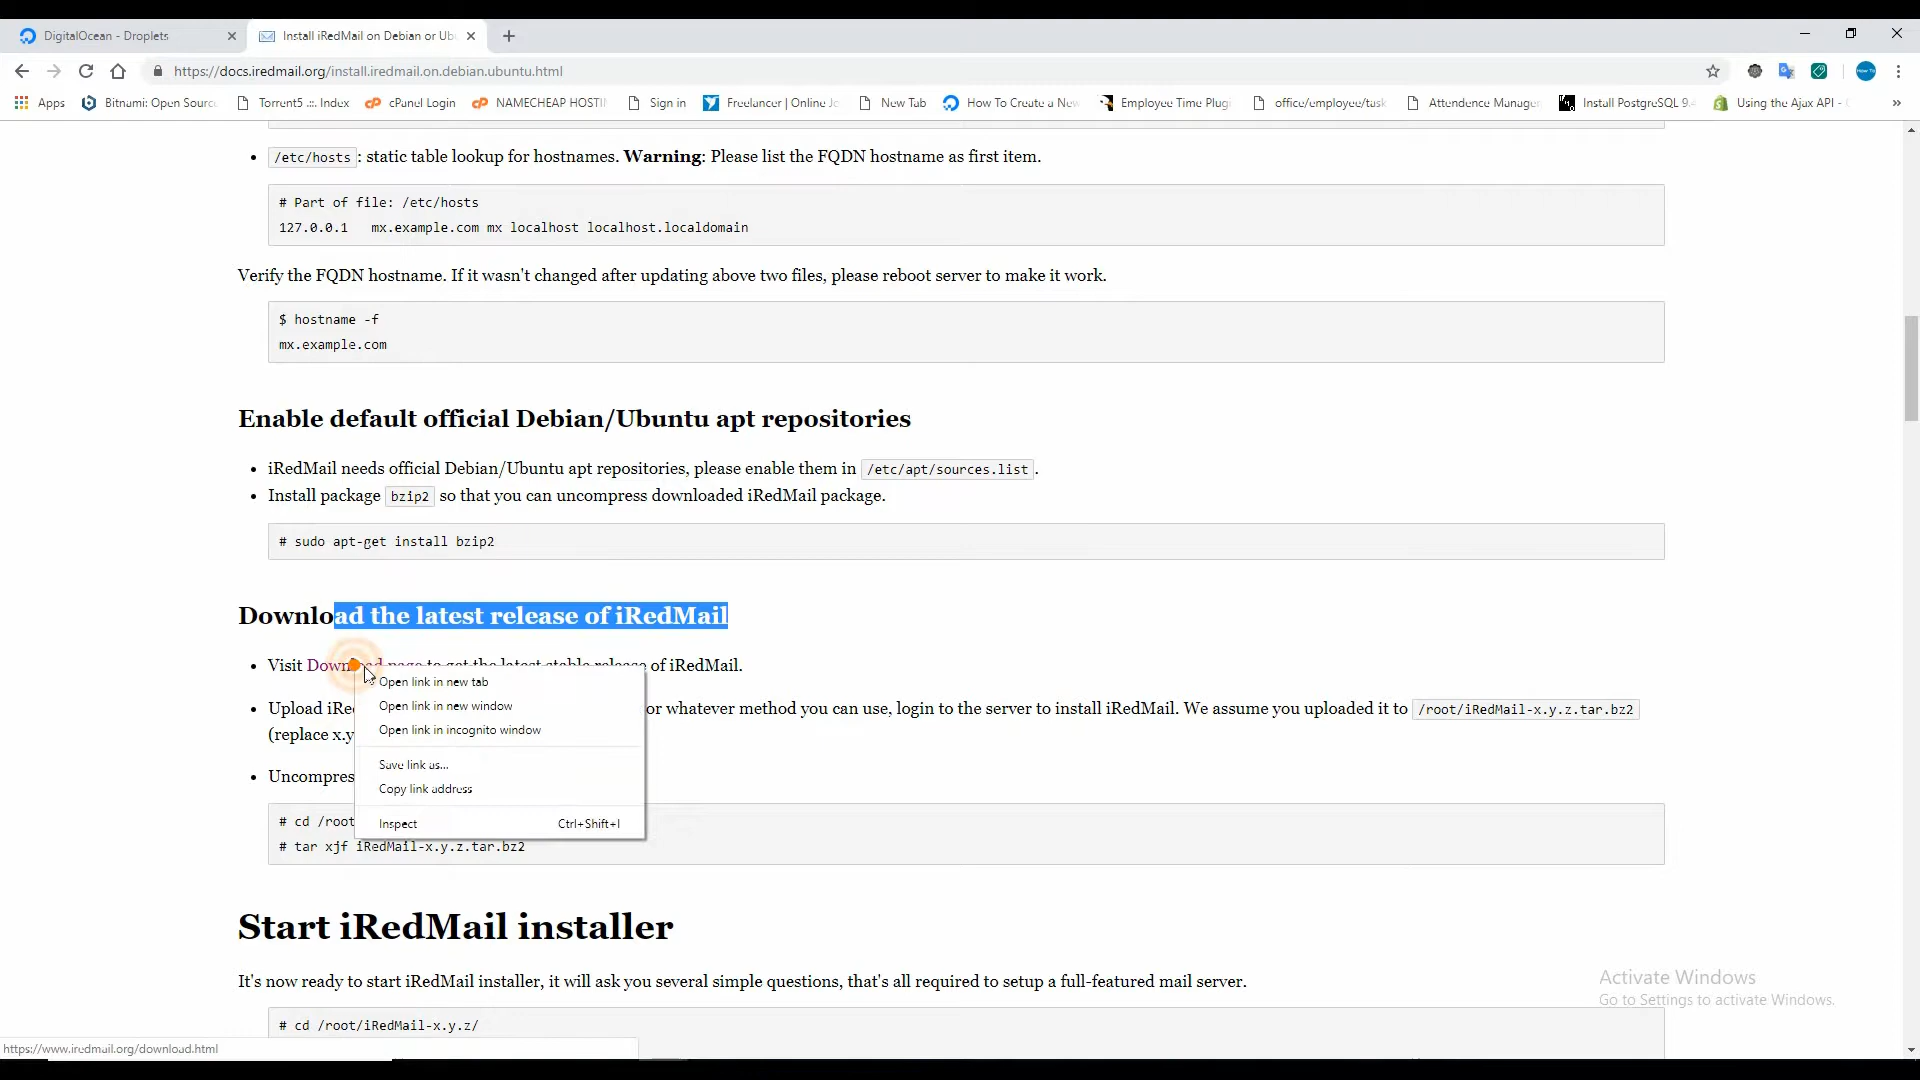 DigitalOcean - Droplets
Install iRedMail on Debian or Ub
https://docs.iredmail.org/install.iredmail.on.debian.ubuntu.html
Apps
Bitnami: Open Sourc
Torrent5 .::. Index
cPanel Login
NAMECHEAP HOSTI
Sign in
Freelancer | Online Jo
New Tab
How To Create a New
Employee Time Plugi
office/employee/task
Attendence Manager
Install PostgreSQL 9.4
Using the Ajax API -
»
/etc/hosts : static table lookup for hostnames. Warning: Please list the FQDN hostname as first item.
# Part of file: /etc/hosts
127.0.0.1   mx.example.com mx localhost localhost.localdomain
Verify the FQDN hostname. If it wasn't changed after updating above two files, please reboot server to make it work.
$ hostname -f
mx.example.com
Enable default official Debian/Ubuntu apt repositories
• iRedMail needs official Debian/Ubuntu apt repositories, please enable them in /etc/apt/sources.list.
• Install package bzip2 so that you can uncompress downloaded iRedMail package.
# sudo apt-get install bzip2
Download the latest release of iRedMail
• Visit Download page to get the latest stable release of iRedMail.
Open link in new tab
Open link in new window
• Upload iRe or whatever method you can use, login to the server to install iRedMail. We assume you uploaded it to /root/iRedMail-x.y.z.tar.bz2
Open link in incognito window
(replace x.y
Save link as...
• Uncompres
Copy link address
Inspect Ctrl+Shift+I
# cd /root
# tar xjf iRedMail-x.y.z.tar.bz2
Start iRedMail installer
It's now ready to start iRedMail installer, it will ask you several simple questions, that's all required to setup a full-featured mail server.
Activate Windows
Go to Settings to activate Windows.
# cd /root/iRedMail-x.y.z/
https://www.iredmail.org/download.html